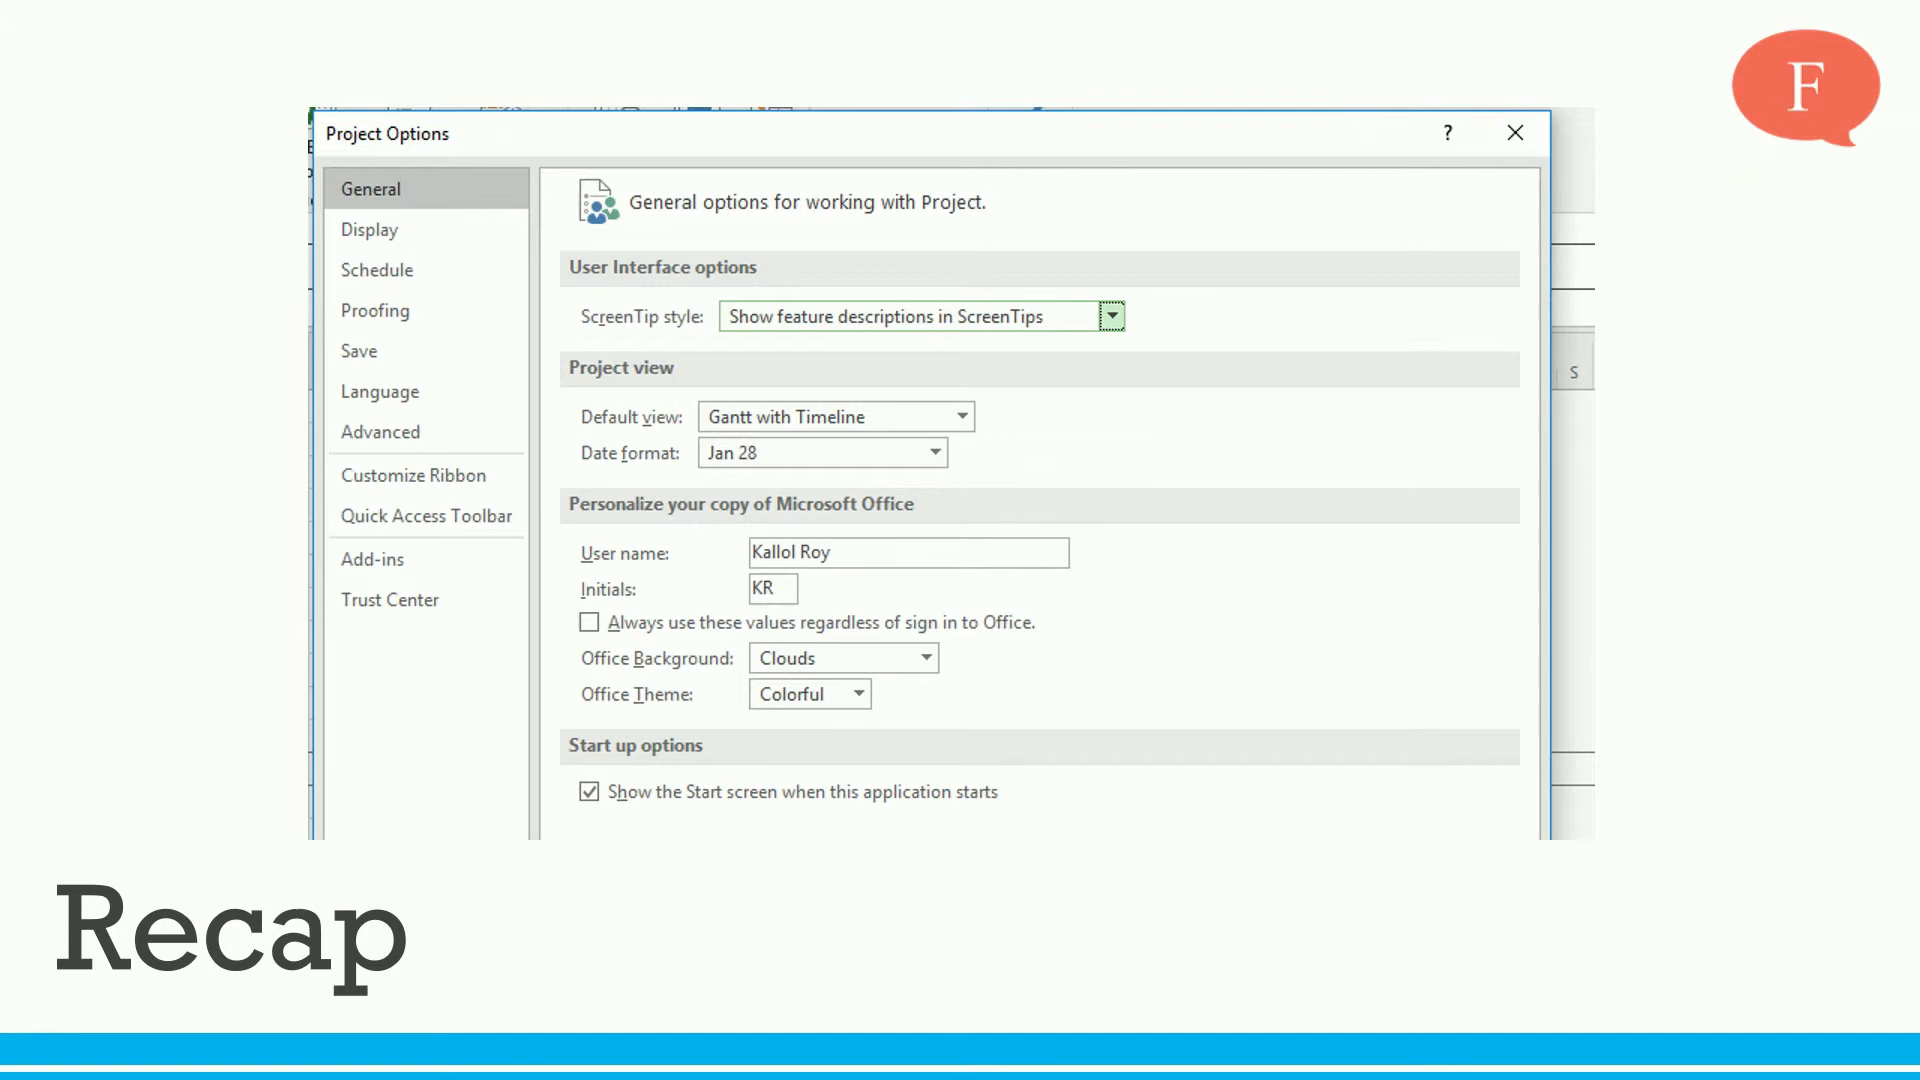 F
Project Options ?
General
Display
Schedule
Proofing
Save
Language
Advanced
Customize Ribbon
Quick Access Toolbar
Add-ins
Trust Center
General options for working with Project.
User Interface options
ScreenTip style: Show feature descriptions in ScreenTips
Project view
Default view: Gantt with Timeline
Date format: Jan 28
Personalize your copy of Microsoft Office
User name: Kallol Roy
Initials: KR
Always use these values regardless of sign in to Office.
Office Background: Clouds
Office Theme: Colorful
Start up options
Show the Start screen when this application starts
S
Recap